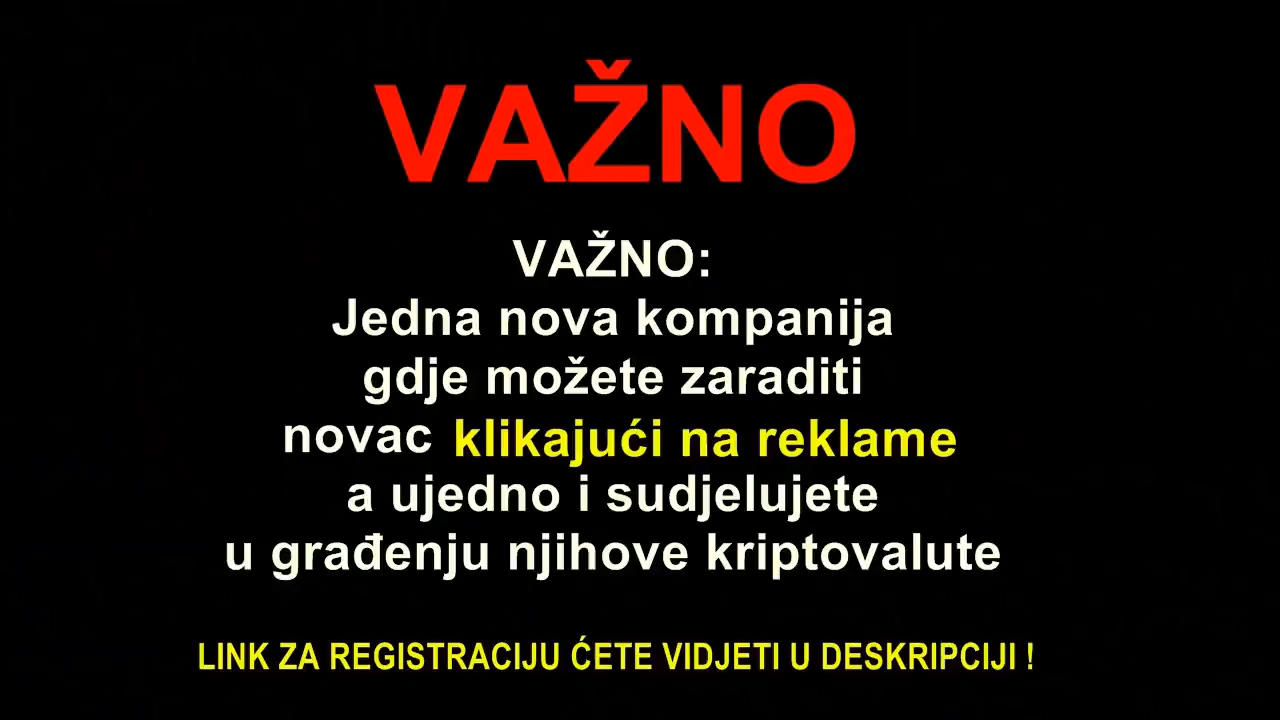 VAŽNO
VAŽNO:
Jedna nova kompanija
gdje možete zaraditi
novac klikajući na reklame
a ujedno i sudjelujete
u građenju njihove kriptovalute
LINK ZA REGISTRACIJU ĆETE VIDJETI U DESKRIPCIJI !